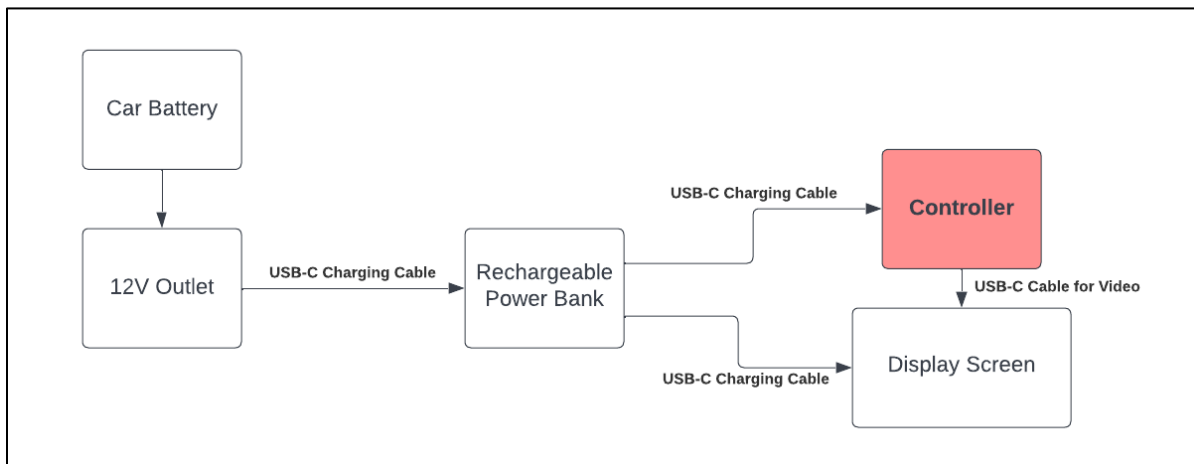 Car Battery
12V Outlet
USB-C Charging Cable
Rechargeable
Power Bank
USB-C Charging Cable
Controller
USB-C Cable for Video
USB-C Charging Cable
Display Screen